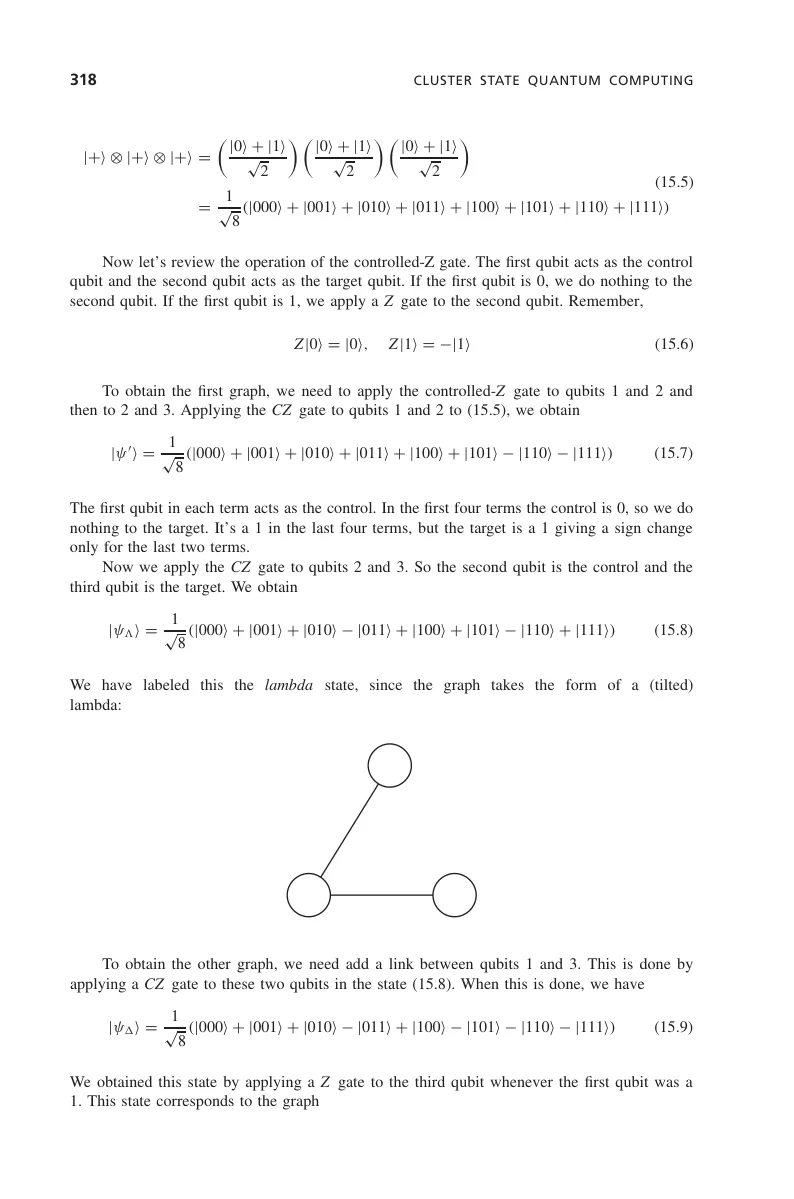 318 CLUSTER STATE QUANTUM COMPUTING
|+⟩ ⊗ |+⟩ ⊗ |+⟩ = ( (|0⟩ + |1⟩)/√2 ) ( (|0⟩ + |1⟩)/√2 ) ( (|0⟩ + |1⟩)/√2 )
(15.5)
= 1/√8 (|000⟩ + |001⟩ + |010⟩ + |011⟩ + |100⟩ + |101⟩ + |110⟩ + |111⟩)
Now let's review the operation of the controlled-Z gate. The first qubit acts as the control
qubit and the second qubit acts as the target qubit. If the first qubit is 0, we do nothing to the
second qubit. If the first qubit is 1, we apply a Z gate to the second qubit. Remember,
Z|0⟩ = |0⟩, Z|1⟩ = −|1⟩ (15.6)
To obtain the first graph, we need to apply the controlled-Z gate to qubits 1 and 2 and
then to 2 and 3. Applying the CZ gate to qubits 1 and 2 to (15.5), we obtain
|ψ′⟩ = 1/√8 (|000⟩ + |001⟩ + |010⟩ + |011⟩ + |100⟩ + |101⟩ − |110⟩ − |111⟩) (15.7)
The first qubit in each term acts as the control. In the first four terms the control is 0, so we do
nothing to the target. It's a 1 in the last four terms, but the target is a 1 giving a sign change
only for the last two terms.
Now we apply the CZ gate to qubits 2 and 3. So the second qubit is the control and the
third qubit is the target. We obtain
|ψ_Λ⟩ = 1/√8 (|000⟩ + |001⟩ + |010⟩ − |011⟩ + |100⟩ + |101⟩ − |110⟩ + |111⟩) (15.8)
We have labeled this the lambda state, since the graph takes the form of a (tilted)
lambda:
To obtain the other graph, we need add a link between qubits 1 and 3. This is done by
applying a CZ gate to these two qubits in the state (15.8). When this is done, we have
|ψ_Δ⟩ = 1/√8 (|000⟩ + |001⟩ + |010⟩ − |011⟩ + |100⟩ − |101⟩ − |110⟩ − |111⟩) (15.9)
We obtained this state by applying a Z gate to the third qubit whenever the first qubit was a
1. This state corresponds to the graph